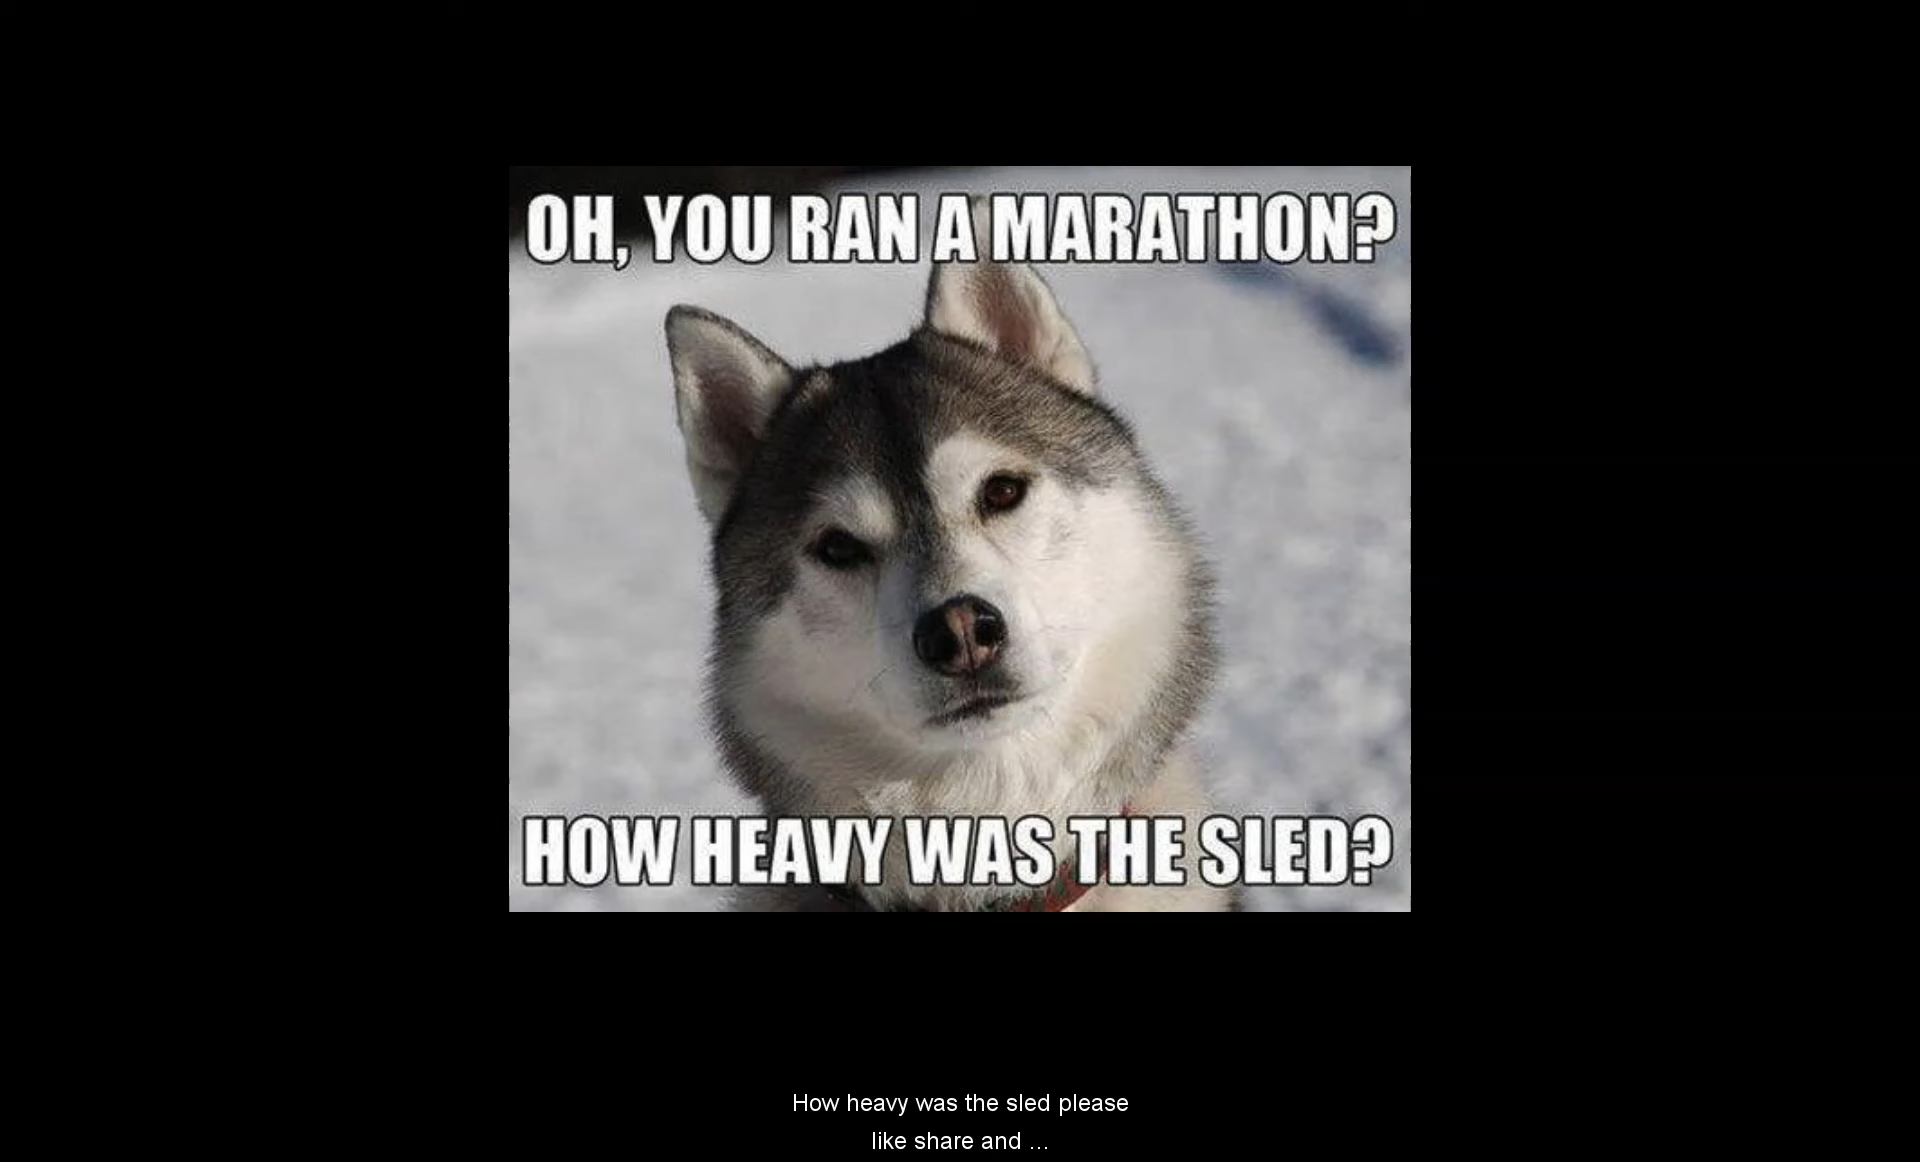 OH, YOU RAN A MARATHON?
HOW HEAVY WAS THE SLED?
How heavy was the sled please
like share and ...